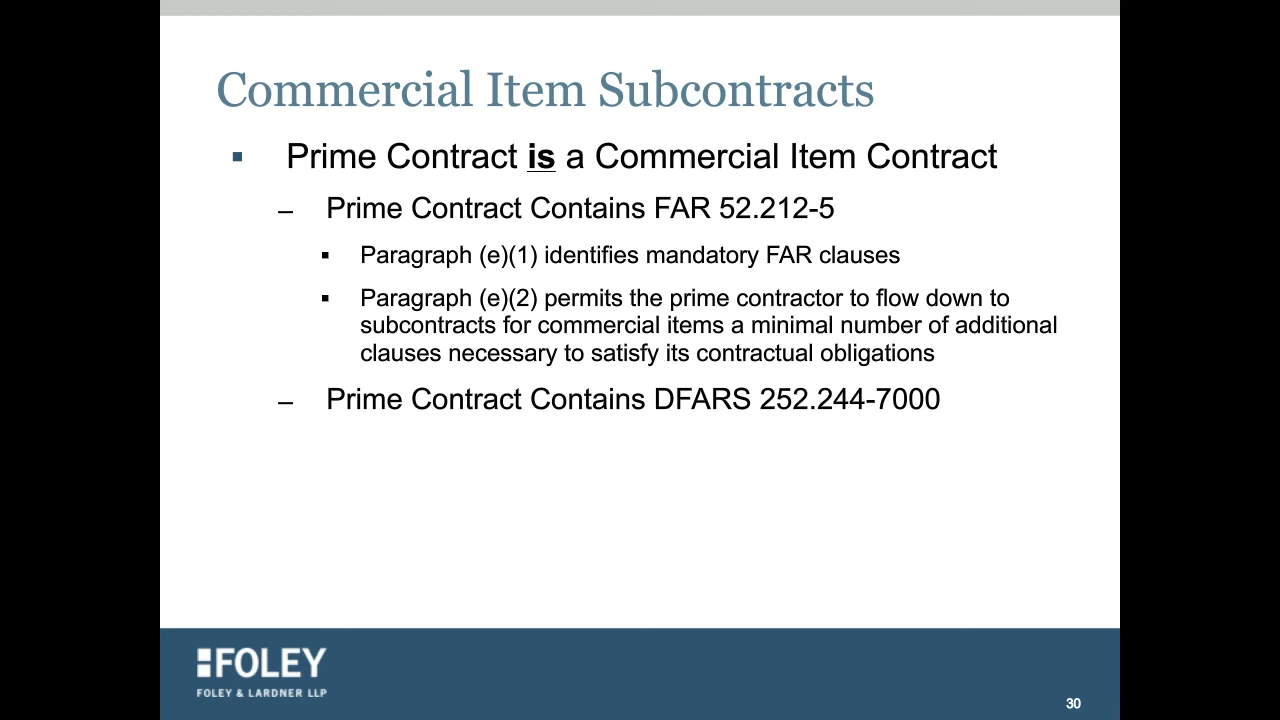 Commercial Item Subcontracts
▪ Prime Contract is a Commercial Item Contract
– Prime Contract Contains FAR 52.212-5
▪ Paragraph (e)(1) identifies mandatory FAR clauses
▪ Paragraph (e)(2) permits the prime contractor to flow down to
subcontracts for commercial items a minimal number of additional
clauses necessary to satisfy its contractual obligations
– Prime Contract Contains DFARS 252.244-7000
FOLEY
FOLEY & LARDNER LLP
30